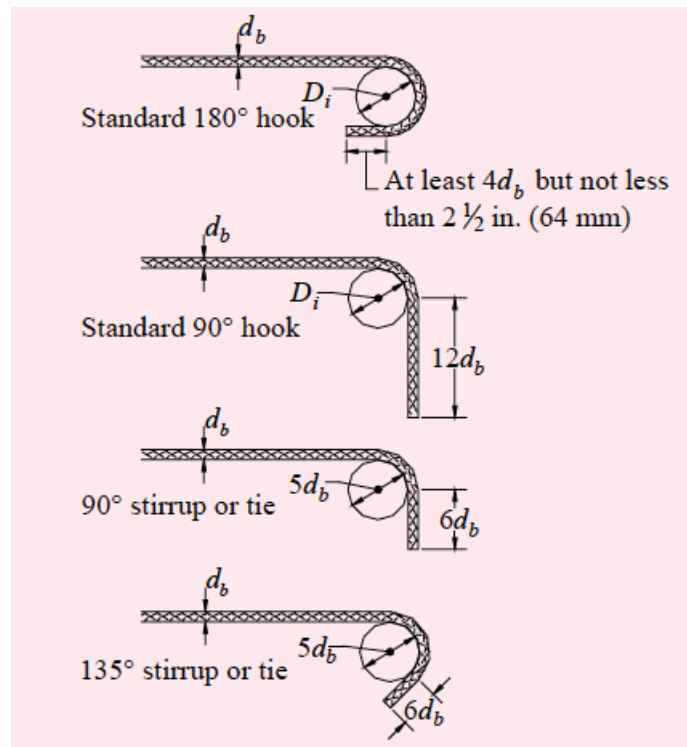 d_b
D_i
Standard 180° hook
At least 4d_b but not less
than 2 ½ in. (64 mm)
d_b
D_i
Standard 90° hook
12d_b
d_b
5d_b
90° stirrup or tie
6d_b
d_b
5d_b
135° stirrup or tie
6d_b